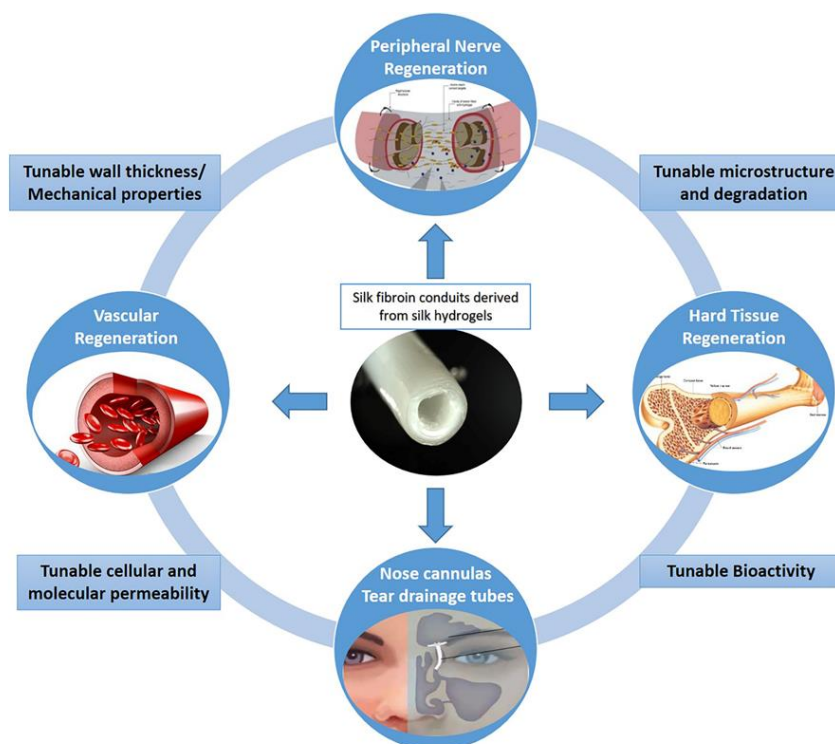 Peripheral Nerve
Regeneration
Tunable wall thickness/
Mechanical properties
Tunable microstructure
and degradation
Silk fibroin conduits derived
from silk hydrogels
Vascular
Regeneration
Hard Tissue
Regeneration
Tunable cellular and
molecular permeability
Nose cannulas
Tear drainage tubes
Tunable Bioactivity